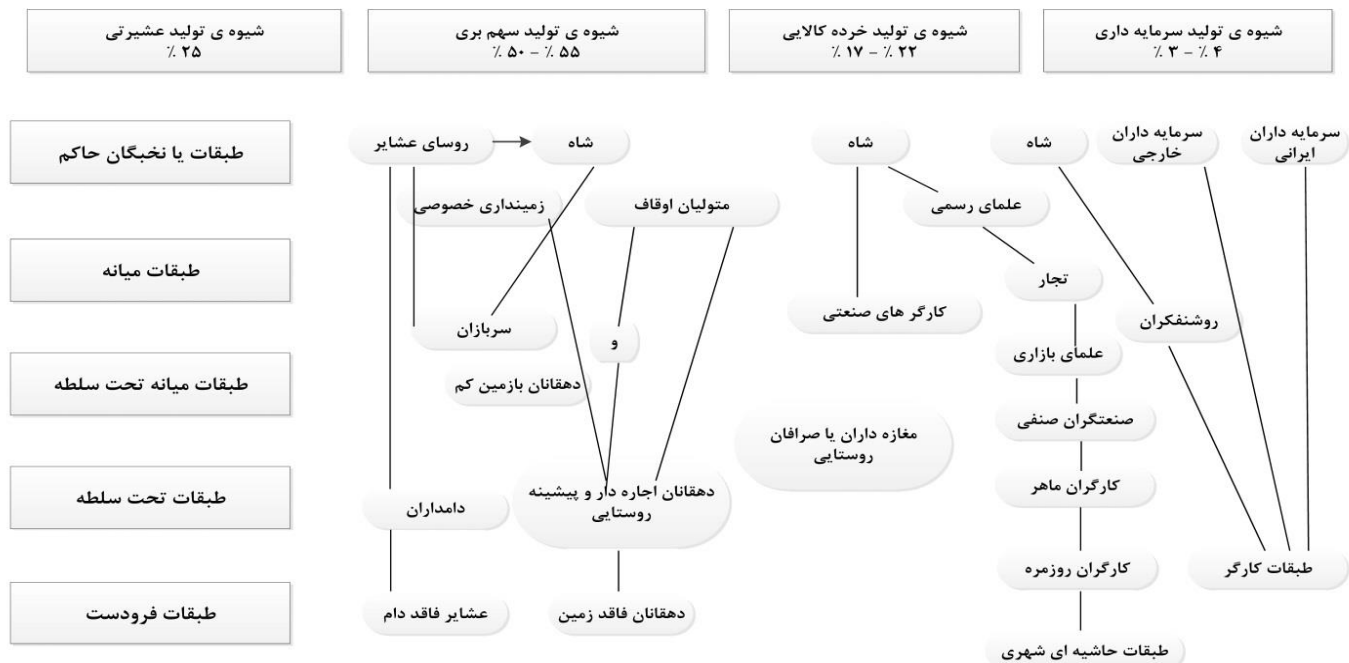 شیوه ی تولید سرمایه داری
٪ ۳ – ٪ ۴
شیوه ی تولید خرده کالایی
٪ ۱۷ – ٪ ۲۲
شیوه ی تولید سهم بری
٪ ۵۰ – ٪ ۵۵
شیوه ی تولید عشیرتی
٪ ۲۵
سرمایه داران
ایرانی
سرمایه داران
خارجی
شاه
شاه
شاه
روسای عشایر
طبقات یا نخبگان حاکم
علمای رسمی
متولیان اوقاف
زمینداری خصوصی
تجار
طبقات میانه
روشنفکران
کارگر های صنعتی
و
سربازان
علمای بازاری
دهقانان بازمین کم
طبقات میانه تحت سلطه
صنعتگران صنفی
مغازه داران یا صرافان
روستایی
کارگران ماهر
دهقانان اجاره دار و پیشینه
روستایی
دامداران
طبقات تحت سلطه
طبقات کارگر
کارگران روزمره
دهقانان فاقد زمین
عشایر فاقد دام
طبقات فرودست
طبقات حاشیه ای شهری